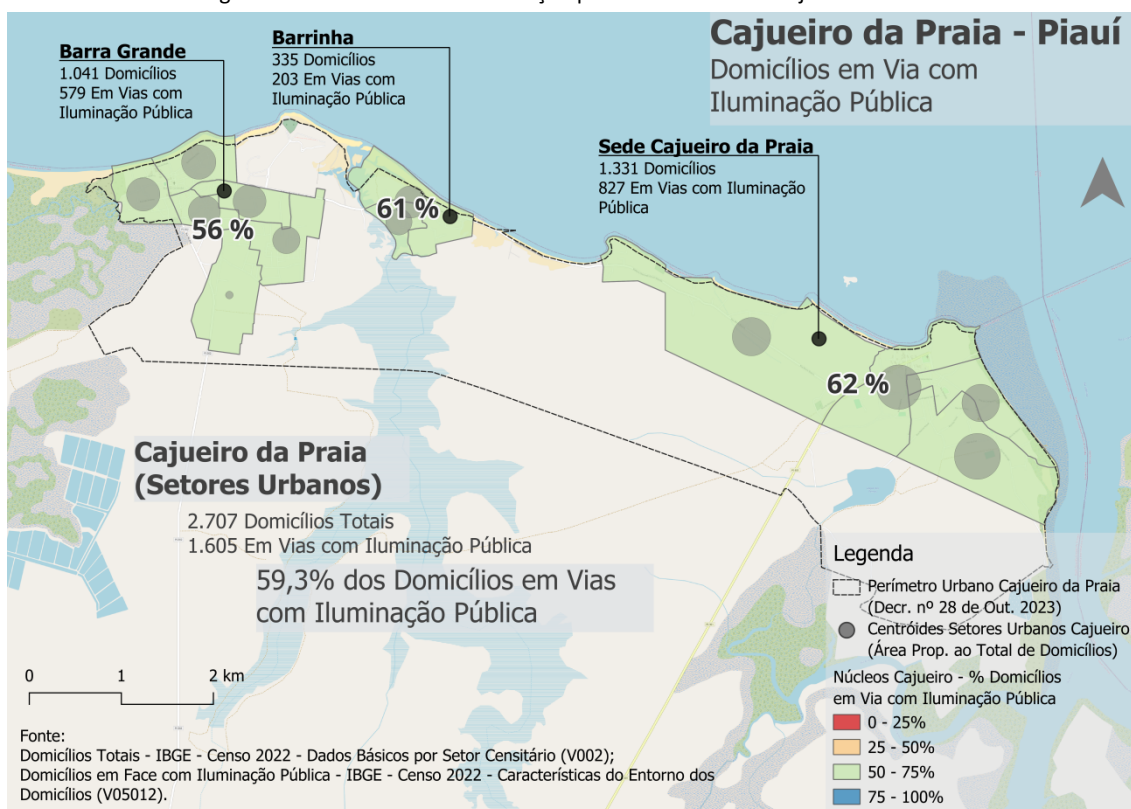 Barra Grande
1.041 Domicílios
579 Em Vias com
Iluminação Pública
Barrinha
335 Domicílios
203 Em Vias com
Iluminação Pública
Cajueiro da Praia - Piauí
Domicílios em Via com
Iluminação Pública
Sede Cajueiro da Praia
1.331 Domicílios
827 Em Vias com Iluminação
Pública
56 %
61 %
62 %
Cajueiro da Praia
(Setores Urbanos)
2.707 Domicílios Totais
1.605 Em Vias com Iluminação Pública
59,3% dos Domicílios em Vias
com Iluminação Pública
0 1 2 km
Fonte:
Domicílios Totais - IBGE - Censo 2022 - Dados Básicos por Setor Censitário (V002);
Domicílios em Face com Iluminação Pública - IBGE - Censo 2022 - Características do Entorno dos
Domicílios (V05012).
Legenda
Perímetro Urbano Cajueiro da Praia
(Decr. nº 28 de Out. 2023)
Centróides Setores Urbanos Cajueiro
(Área Prop. ao Total de Domicílios)
Núcleos Cajueiro - % Domicílios
em Via com Iluminação Pública
0 - 25%
25 - 50%
50 - 75%
75 - 100%